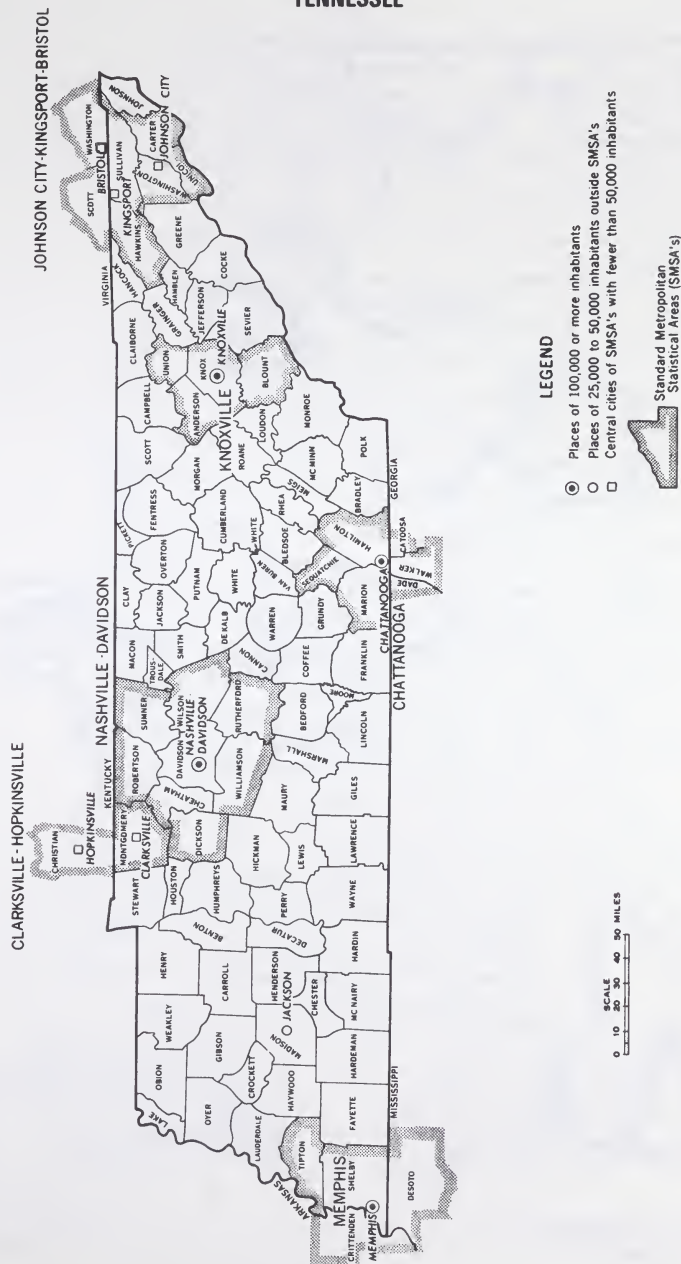 TENNESSEE
JOHNSON CITY-KINGSPORT-BRISTOL
CLARKSVILLE - HOPKINSVILLE
NASHVILLE - DAVIDSON
KNOXVILLE
CHATTANOOGA
MEMPHIS
KENTUCKY
VIRGINIA
GEORGIA
MISSISSIPPI
ARKANSAS
CHRISTIAN
HOPKINSVILLE
MONTGOMERY
CLARKSVILLE
SCOTT
WASHINGTON
BRISTOL
KINGSPORT
SULLIVAN
JOHNSON
CARTER
JOHNSON CITY
UNICOI
WASHINGTON
HAWKINS
GREENE
HANCOCK
HAMBLEN
COCKE
GRAINGER
JEFFERSON
CLAIBORNE
UNION
KNOX
KNOXVILLE
SEVIER
CAMPBELL
ANDERSON
BLOUNT
LOUDON
SCOTT
MORGAN
ROANE
MONROE
MC MINN
POLK
PICKETT
FENTRESS
CUMBERLAND
RHEA
MEIGS
BRADLEY
CLAY
OVERTON
PUTNAM
WHITE
WHITE
BLEDSOE
VAN BUREN
SEQUATCHIE
HAMILTON
CATOOSA
WALKER
DADE
MACON
JACKSON
SMITH
DE KALB
WARREN
GRUNDY
MARION
CHATTANOOGA
TROUS-
DALE
SUMNER
WILSON
CANNON
COFFEE
FRANKLIN
ROBERTSON
DAVIDSON
NASHVILLE-
DAVIDSON
RUTHERFORD
BEDFORD
MOORE
LINCOLN
CHEATHAM
WILLIAMSON
MARSHALL
MAURY
GILES
DICKSON
HICKMAN
LEWIS
LAWRENCE
STEWART
HOUSTON
HUMPHREYS
PERRY
WAYNE
HENRY
BENTON
CARROLL
DECATUR
HENDERSON
HARDIN
WEAKLEY
GIBSON
MADISON
JACKSON
CHESTER
MC NAIRY
OBION
LAKE
DYER
CROCKETT
HAYWOOD
HARDEMAN
LAUDERDALE
TIPTON
FAYETTE
SHELBY
CRITTENDEN
MEMPHIS
DESOTO
LEGEND
Places of 100,000 or more inhabitants
Places of 25,000 to 50,000 inhabitants outside SMSA's
Central cities of SMSA's with fewer than 50,000 inhabitants
Standard Metropolitan
Statistical Areas (SMSA's)
SCALE
0 10 20 30 40 50 MILES